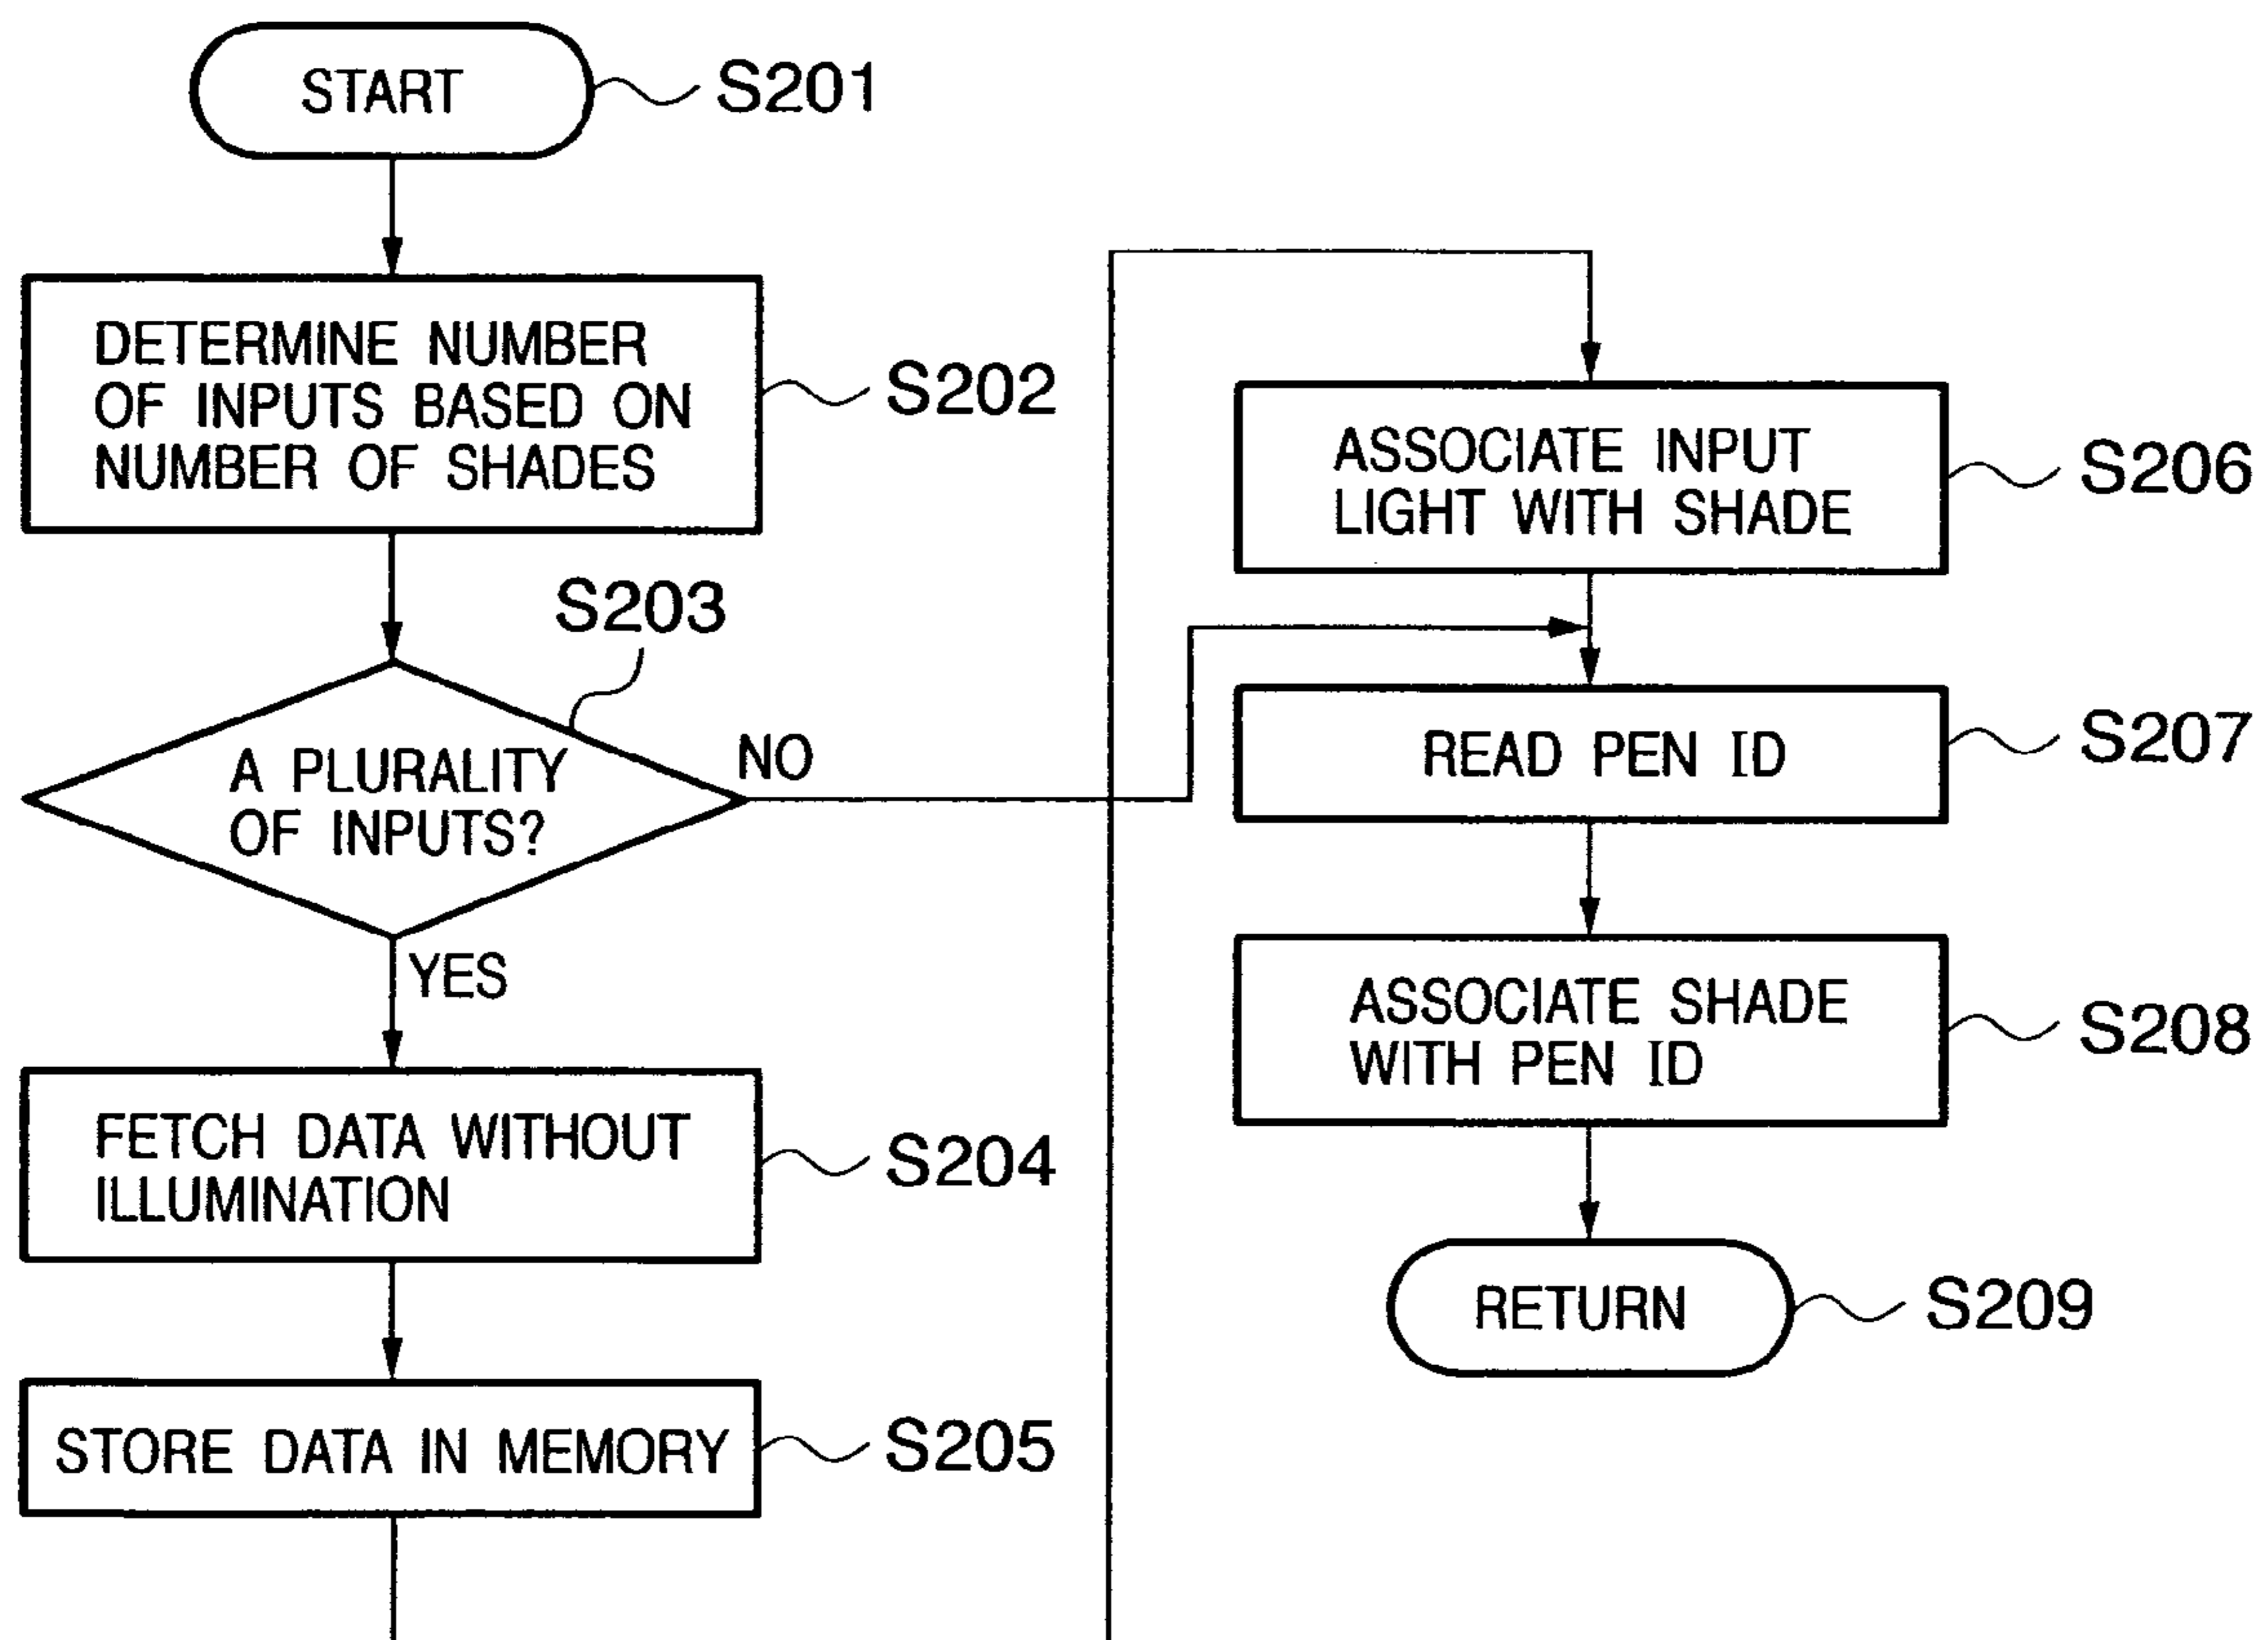 START
S201
DETERMINE NUMBER
OF INPUTS BASED ON
NUMBER OF SHADES
S202
S203
A PLURALITY
OF INPUTS?
NO
YES
FETCH DATA WITHOUT
ILLUMINATION
S204
STORE DATA IN MEMORY
S205
ASSOCIATE INPUT
LIGHT WITH SHADE
S206
READ PEN ID
S207
ASSOCIATE SHADE
WITH PEN ID
S208
RETURN
S209